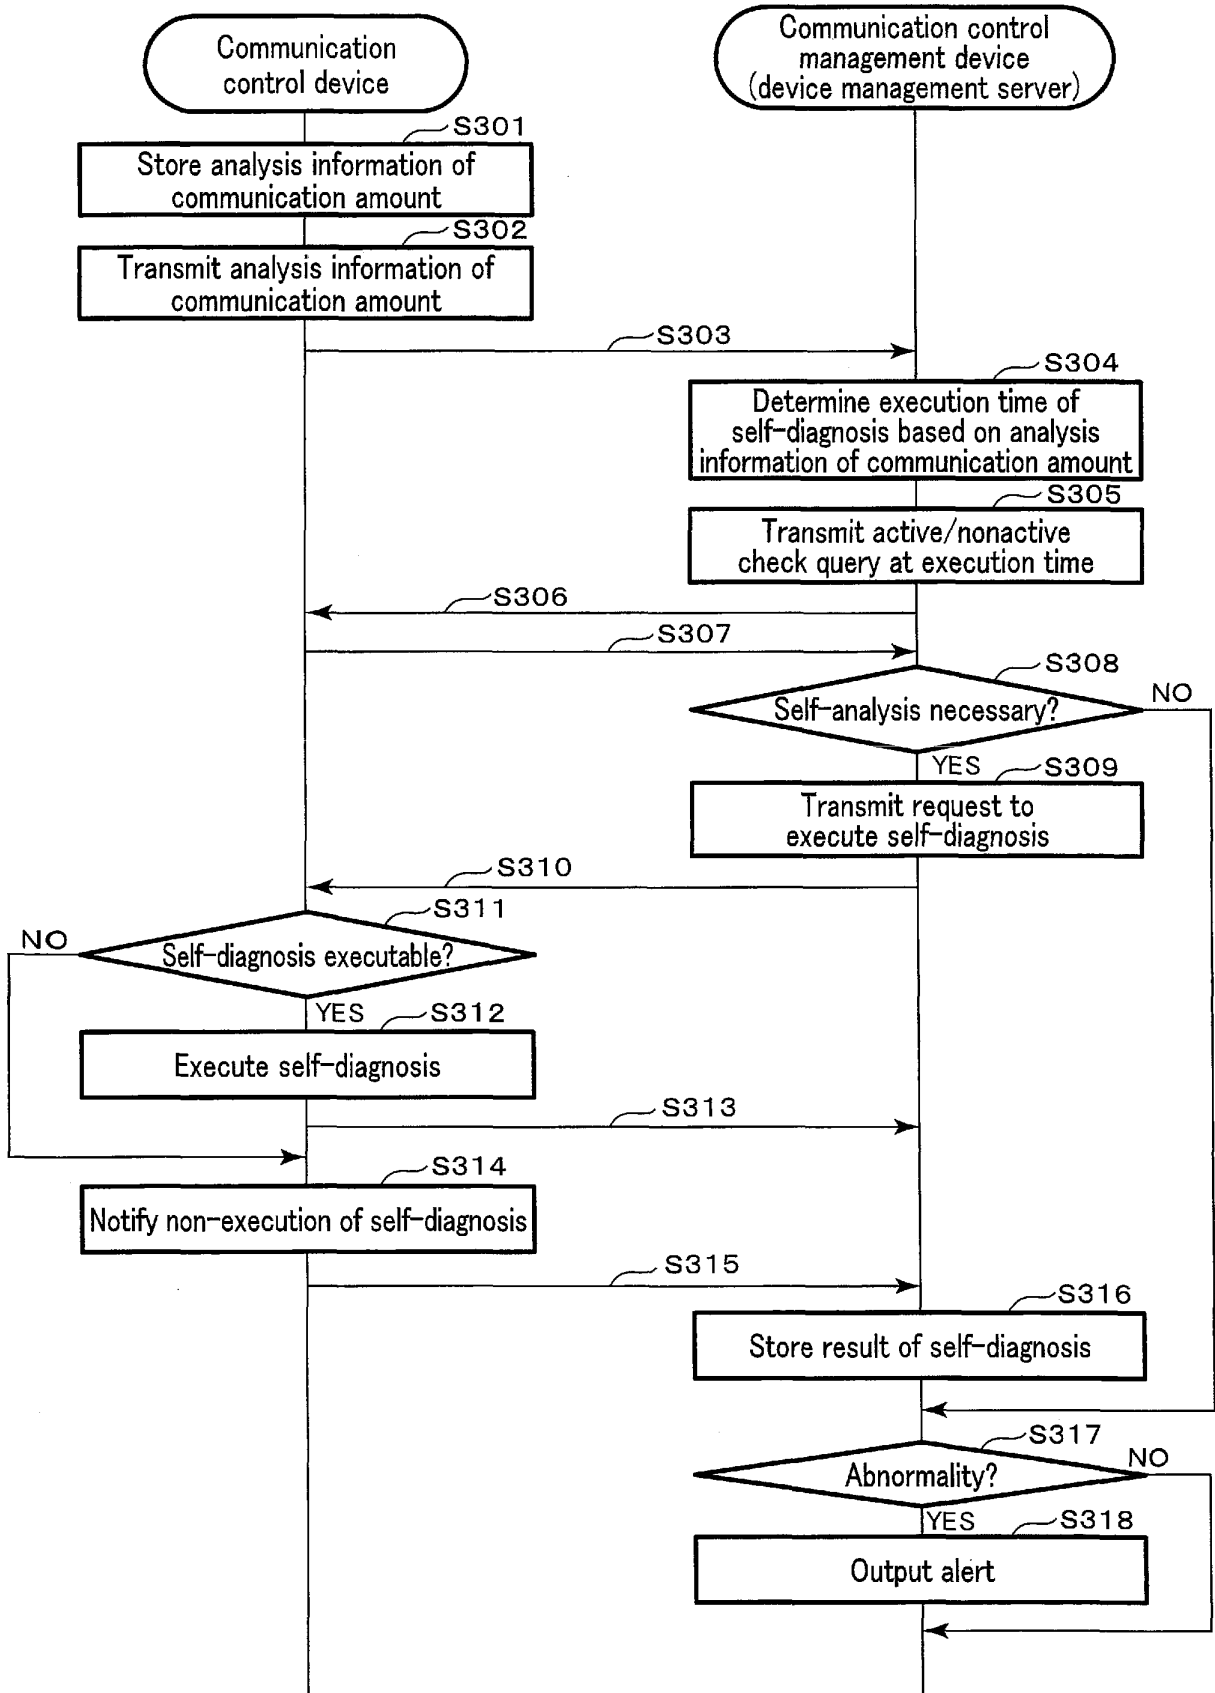 Communication
control device
Communication control
management device
(device management server)
S301
Store analysis information of
communication amount
S302
Transmit analysis information of
communication amount
S303
S304
Determine execution time of
self-diagnosis based on analysis
information of communication amount
S305
Transmit active/nonactive
check query at execution time
S306
S307
S308
Self-analysis necessary?
NO
YES
S309
Transmit request to
execute self-diagnosis
S310
S311
NO
Self-diagnosis executable?
YES
S312
Execute self-diagnosis
S313
S314
Notify non-execution of self-diagnosis
S315
S316
Store result of self-diagnosis
S317
Abnormality?
NO
YES
S318
Output alert